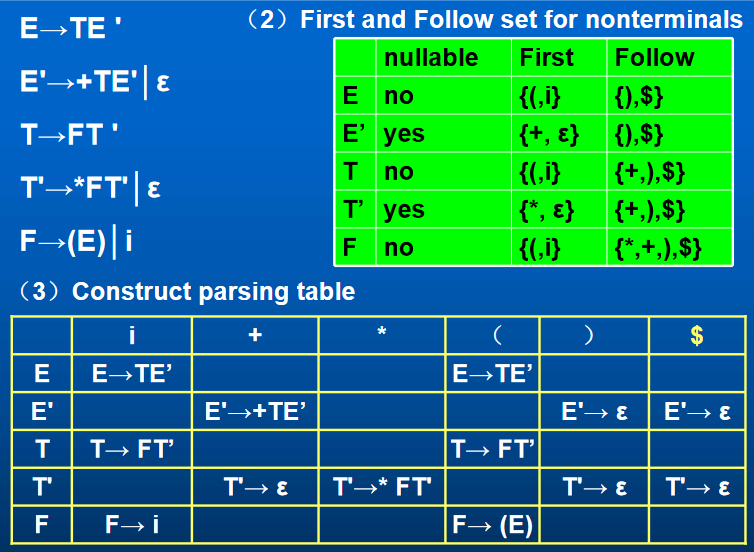 E→TE '
E'→+TE'│ε
T→FT '
T'→*FT'│ε
F→(E)│i
（2）First and Follow set for nonterminals
nullable First Follow
E no {(,i} {),$}
E’ yes {+, ε} {),$}
T no {(,i} {+,),$}
T’ yes {*, ε} {+,),$}
F no {(,i} {*,+,),$}
（3）Construct parsing table
i + * （ ） $
E E→TE’ E→TE’
E' E'→+TE’ E'→ ε E'→ ε
T T→ FT’ T→ FT’
T' T'→ ε T'→* FT' T'→ ε T'→ ε
F F→ i F→ (E)